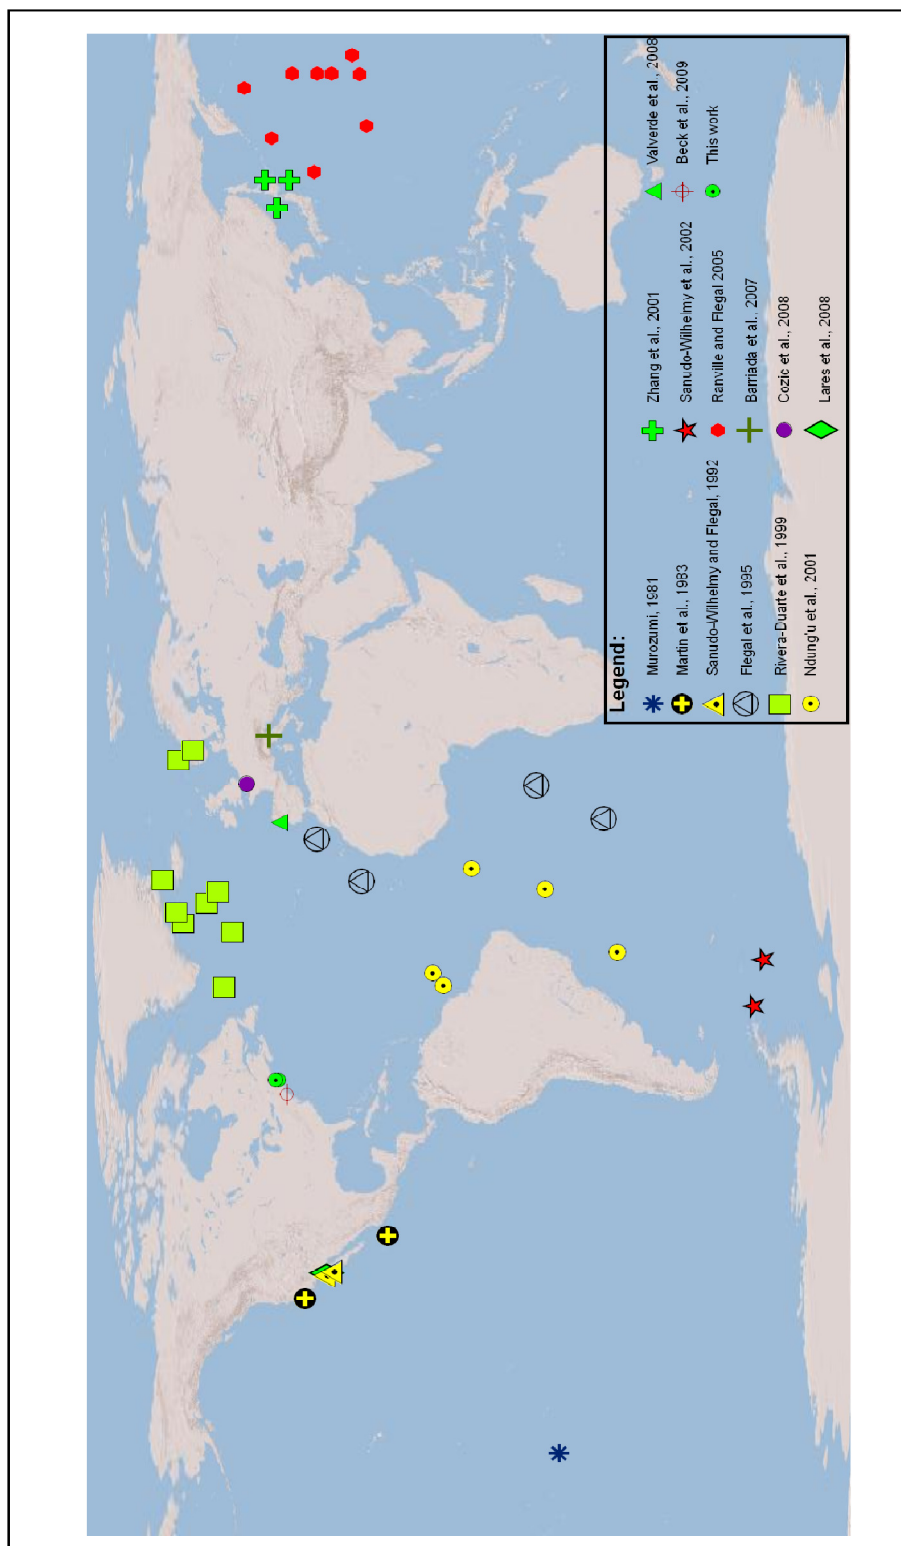 Legend:
Murozumi, 1981
Martin et al., 1983
Sanudo-Wilhelmy and Flegal, 1992
Flegal et al., 1995
Rivera-Duarte et al., 1999
Ndung'u et al., 2001
Zhang et al., 2001
Sanudo-Wilhelmy et al., 2002
Ranville and Flegal 2005
Barriada et al., 2007
Cozic et al., 2008
Lares et al., 2008
Valverde et al., 2008
Beck et al., 2009
This work